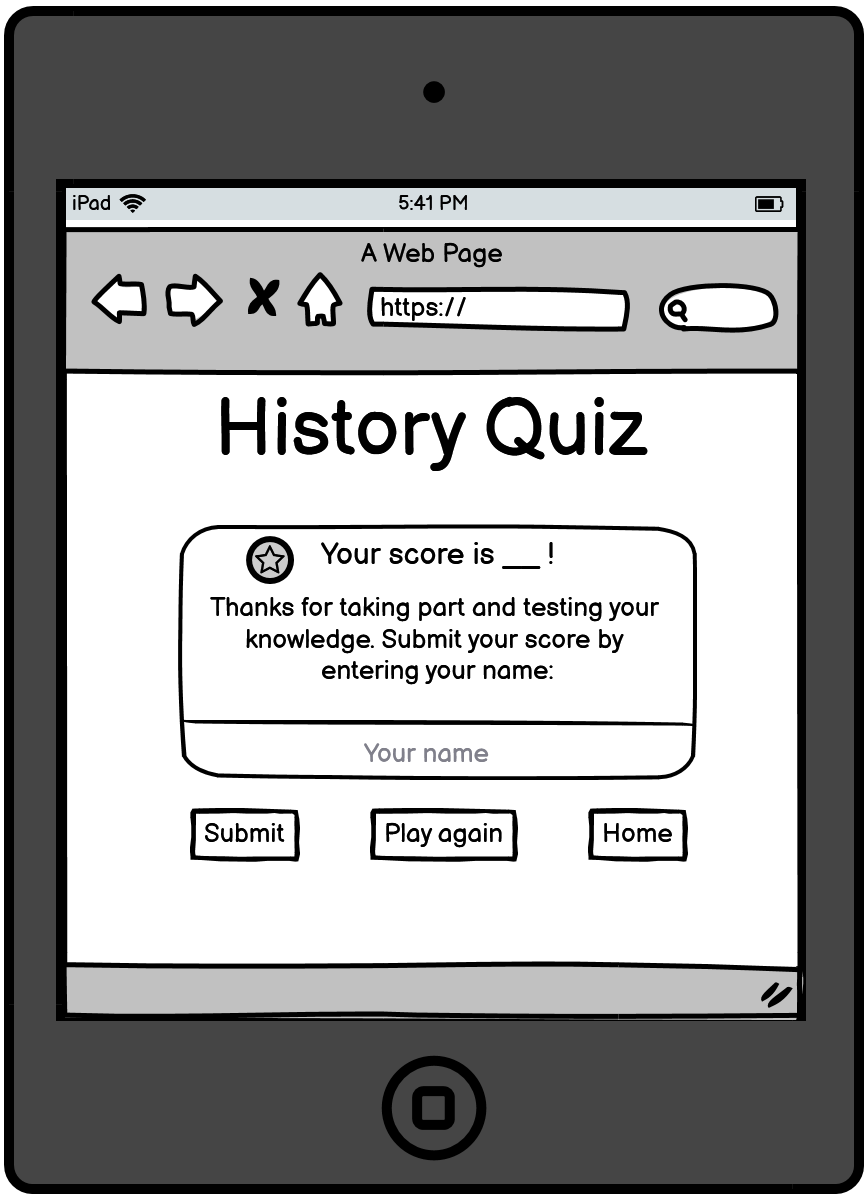 iPad 5:41 PM
A Web Page
https://
History Quiz
Your score is __ !
Thanks for taking part and testing your
knowledge. Submit your score by
entering your name:
Your name
Submit Play again Home